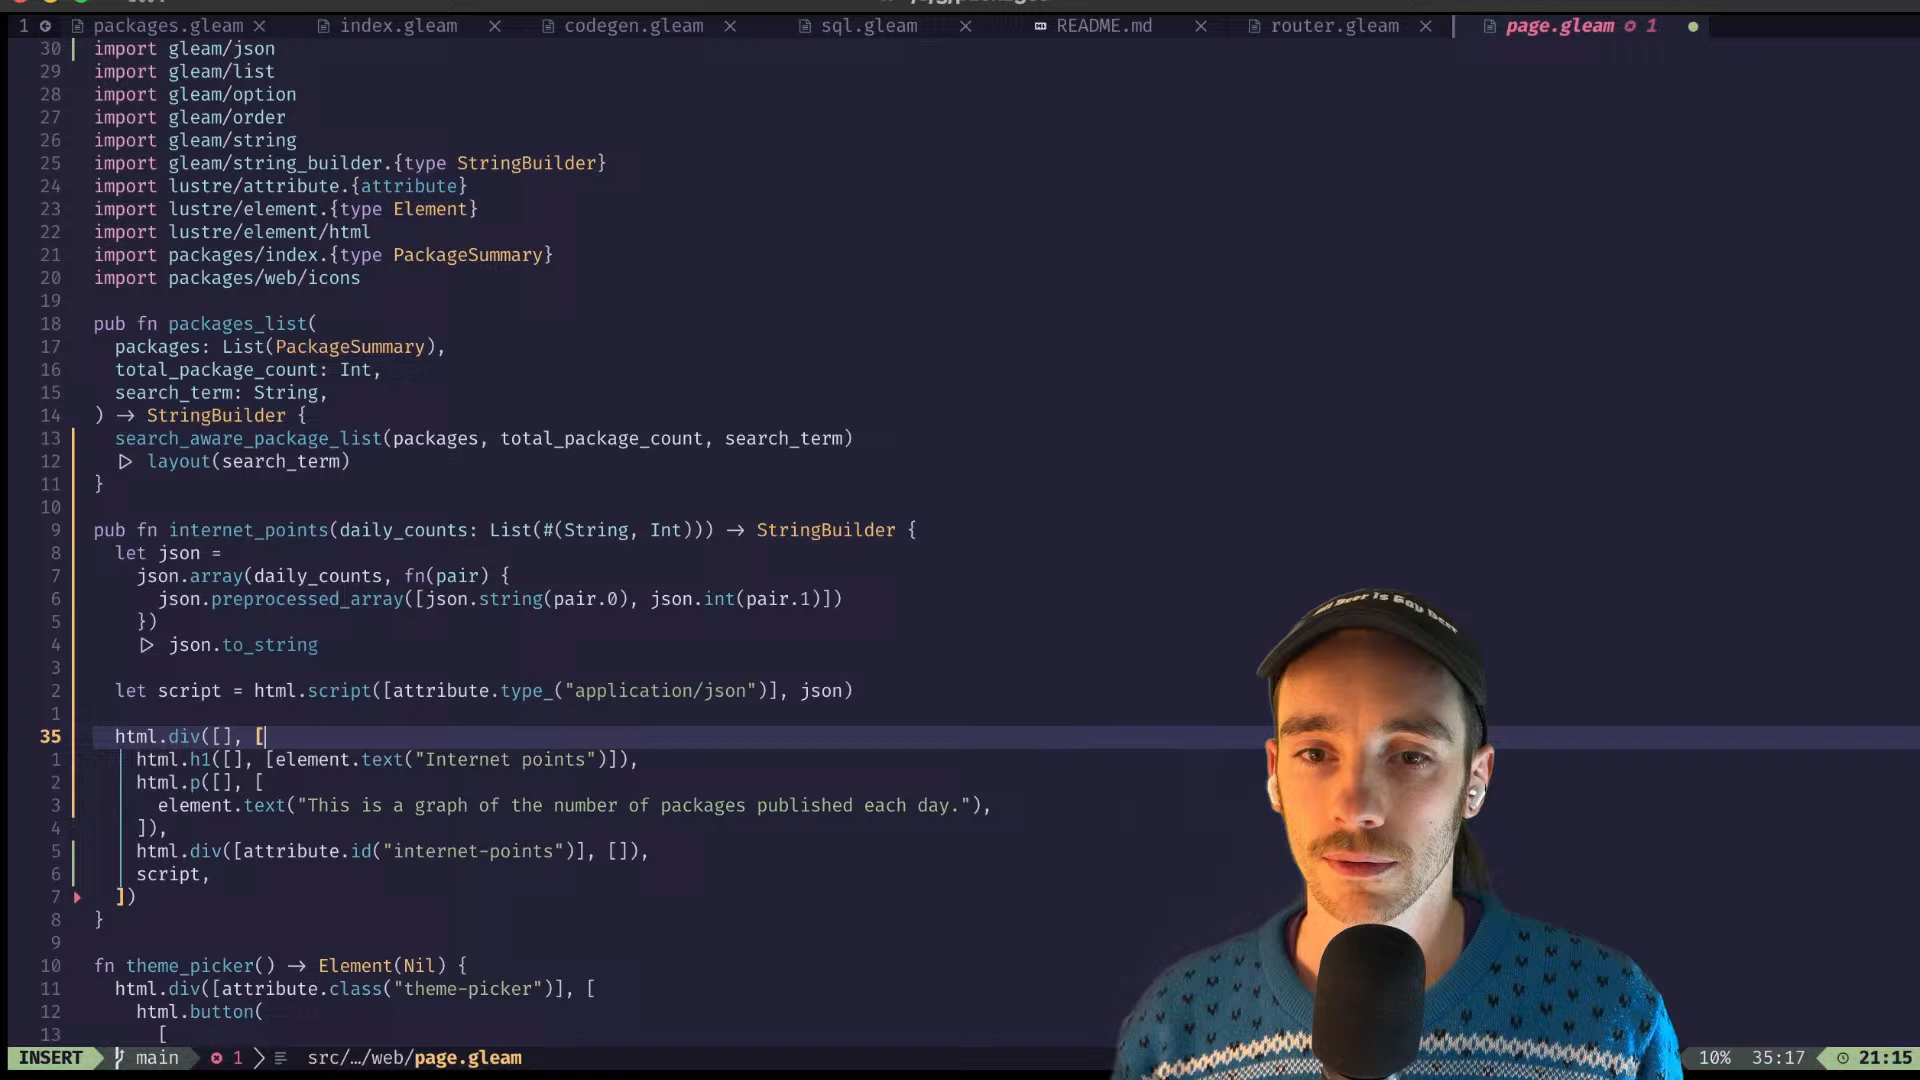 1 packages.gleam index.gleam codegen.gleam sql.gleam README.md router.gleam page.gleam 1
30 import gleam/json
29 import gleam/list
28 import gleam/option
27 import gleam/order
26 import gleam/string
25 import gleam/string_builder.{type StringBuilder}
24 import lustre/attribute.{attribute}
23 import lustre/element.{type Element}
22 import lustre/element/html
21 import packages/index.{type PackageSummary}
20 import packages/web/icons
19
18 pub fn packages_list(
17 packages: List(PackageSummary),
16 total_package_count: Int,
15 search_term: String,
14 ) -> StringBuilder {
13 search_aware_package_list(packages, total_package_count, search_term)
12 |> layout(search_term)
11 }
10
9 pub fn internet_points(daily_counts: List(#(String, Int))) -> StringBuilder {
8 let json =
7 json.array(daily_counts, fn(pair) {
6 json.preprocessed_array([json.string(pair.0), json.int(pair.1)])
5 })
4 |> json.to_string
3
2 let script = html.script([attribute.type_("application/json")], json)
1
35 html.div([], [
1 html.h1([], [element.text("Internet points")]),
2 html.p([], [
3 element.text("This is a graph of the number of packages published each day."),
4 ]),
5 html.div([attribute.id("internet-points")], []),
6 script,
7 ])
8 }
9
10 fn theme_picker() -> Element(Nil) {
11 html.div([attribute.class("theme-picker")], [
12 html.button(
13 [
INSERT main 1 src/…/web/page.gleam 10% 35:17 21:15